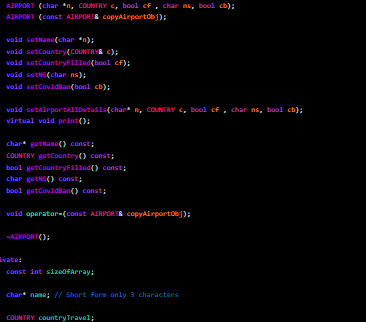 AIRPORT (char *n, COUNTRY c, bool cf , char ns, bool cb);
AIRPORT (const AIRPORT& copyAirportObj);
void setName(char *n);
void setCountry(COUNTRY& c);
void setCountryFilled(bool cf);
void setNS(char ns);
void setCovidBan(bool cb);
void setAirportAllDetails(char* n, COUNTRY c, bool cf , char ns, bool cb);
virtual void print();
char* getName() const;
COUNTRY getCountry() const;
bool getCountryFilled() const;
char getNS() const;
bool getCovidBan() const;
void operator=(const AIRPORT& copyAirportObj);
~AIRPORT();
ivate:
const int sizeOfArray;
char* name; // Short form only 3 characters
COUNTRY countryTravel;